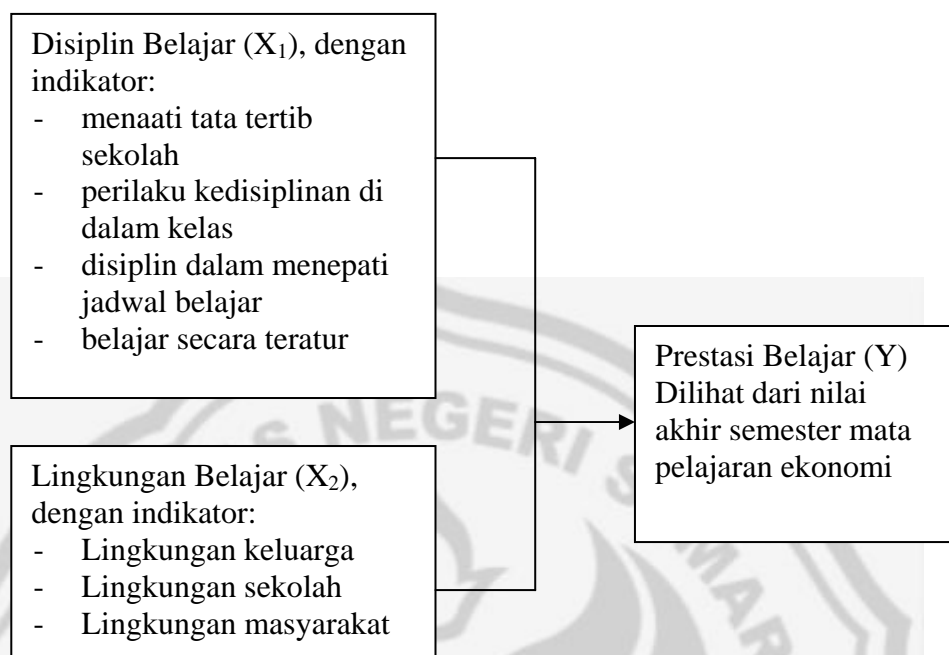 Disiplin Belajar (X₁), dengan
indikator:
- menaati tata tertib
sekolah
- perilaku kedisiplinan di
dalam kelas
- disiplin dalam menepati
jadwal belajar
- belajar secara teratur
Lingkungan Belajar (X₂),
dengan indikator:
- Lingkungan keluarga
- Lingkungan sekolah
- Lingkungan masyarakat
Prestasi Belajar (Y)
Dilihat dari nilai
akhir semester mata
pelajaran ekonomi
S NEGERI S
MAR